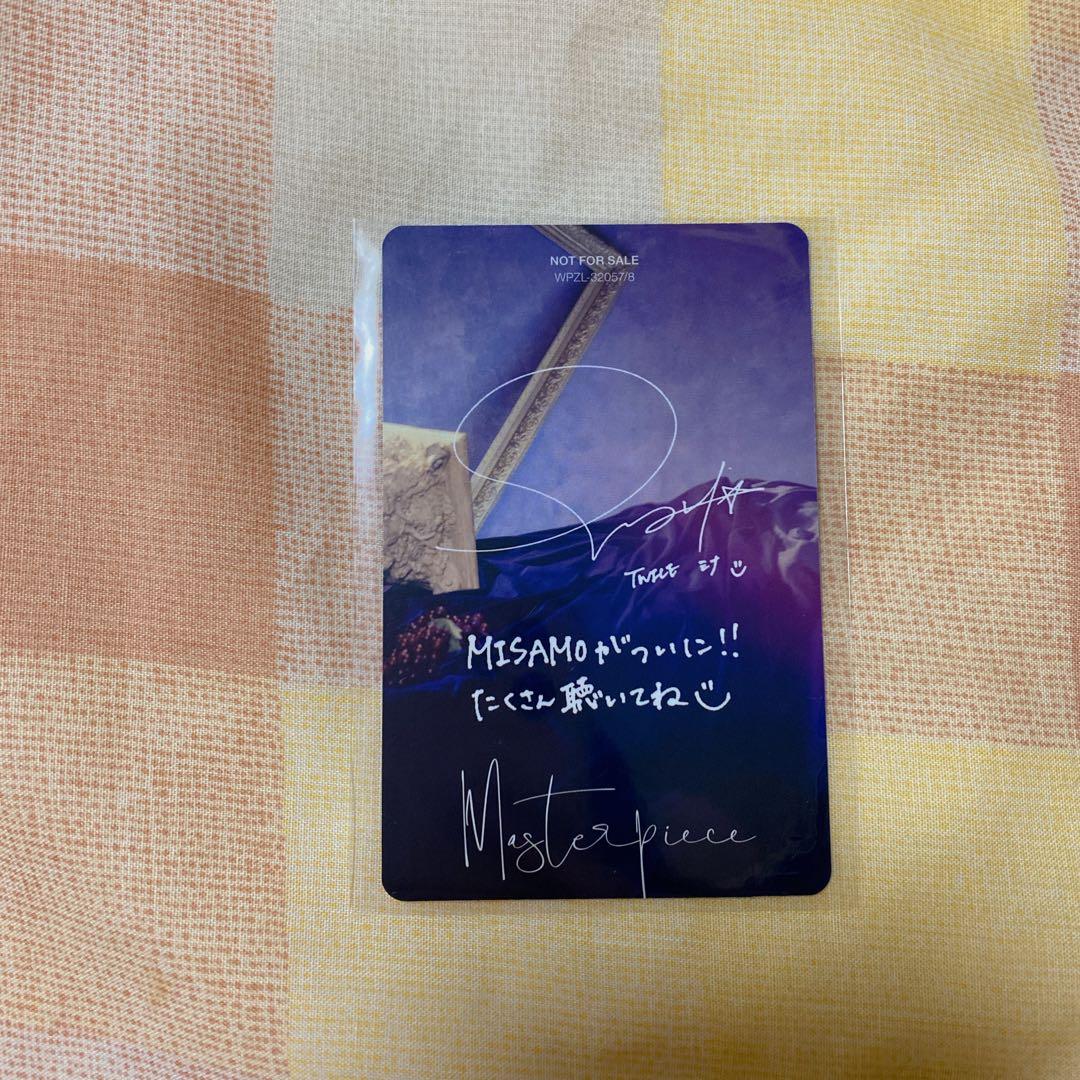 NOT FOR SALE
WPZL-32057/8
TWICE ミナ
MISAMOがついに!!
たくさん聴いてね
Masterpiece